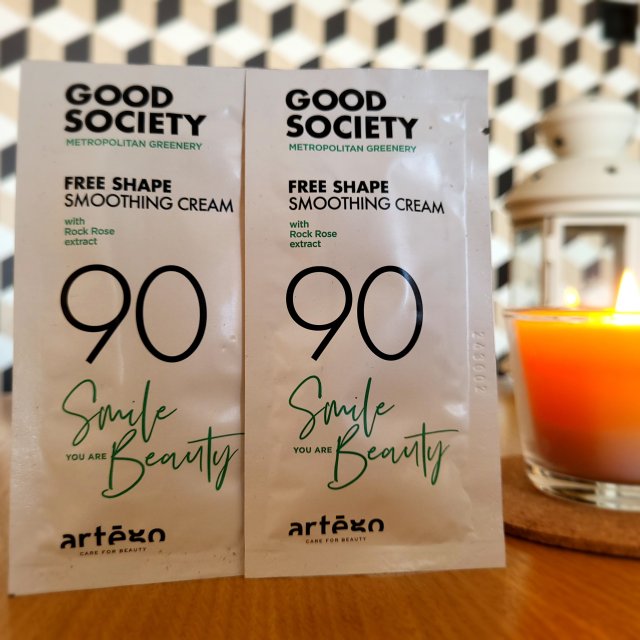 GOOD
SOCIETY
METROPOLITAN GREENERY
FREE SHAPE
SMOOTHING CREAM
with
Rock Rose
extract
90
Smile
YOU ARE
Beauty
artēgo
CARE FOR BEAUTY
GOOD
SOCIETY
METROPOLITAN GREENERY
FREE SHAPE
SMOOTHING CREAM
with
Rock Rose
extract
90
Smile
YOU ARE
Beauty
artēgo
CARE FOR BEAUTY